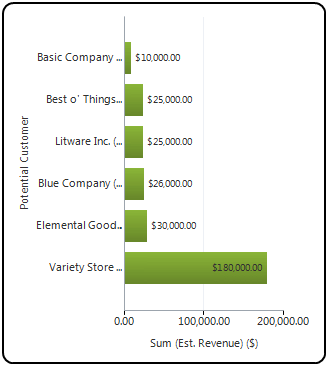 Potential Customer
Basic Company ... $10,000.00
Best o' Things... $25,000.00
Litware Inc. (... $25,000.00
Blue Company (... $26,000.00
Elemental Good... $30,000.00
Variety Store ... $180,000.00
0.00 100,000.00 200,000.00
Sum (Est. Revenue) ($)